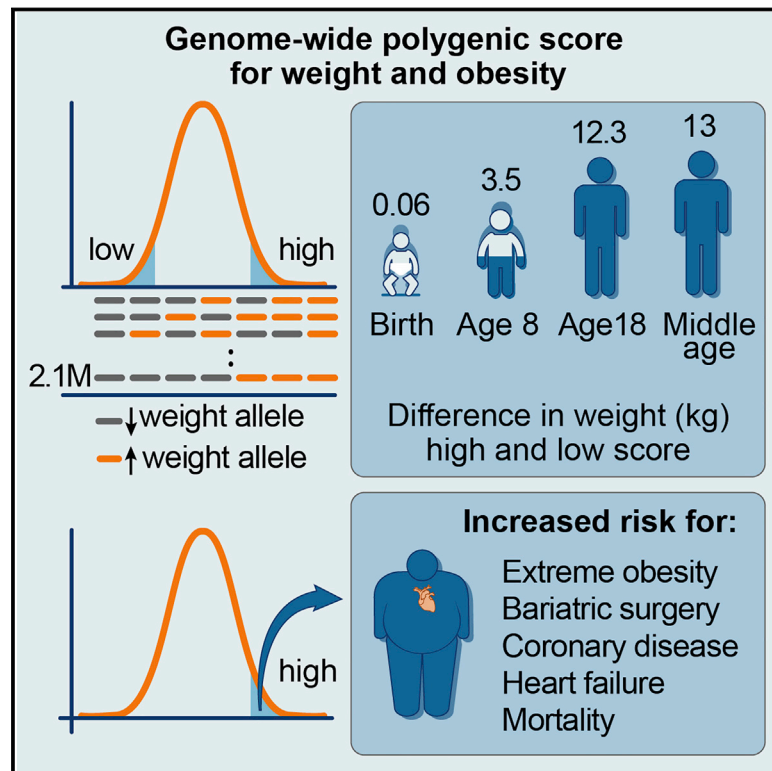 Genome-wide polygenic score
for weight and obesity
low
high
2.1M
↓weight allele
↑weight allele
0.06
3.5
12.3
13
Birth
Age 8
Age18
Middle
age
Difference in weight (kg)
high and low score
high
Increased risk for:
Extreme obesity
Bariatric surgery
Coronary disease
Heart failure
Mortality